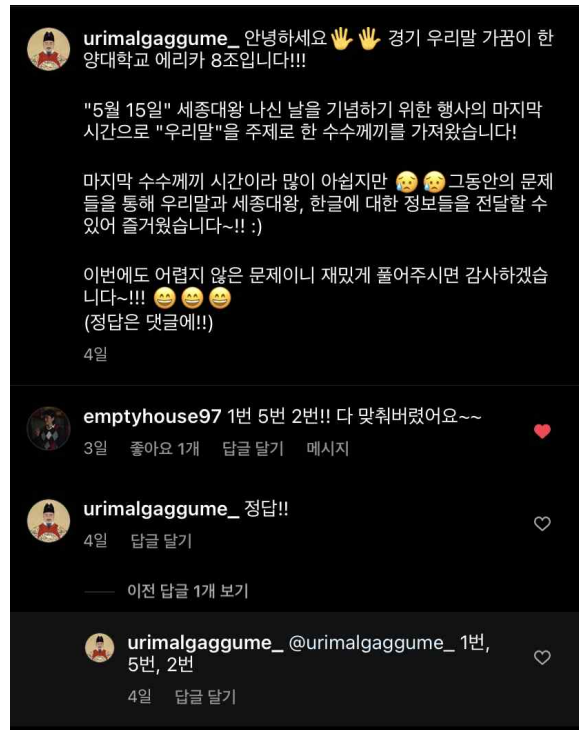 urimalgaggume_ 안녕하세요🖐🖐 경기 우리말 가꿈이 한
양대학교 에리카 8조입니다!!!
"5월 15일" 세종대왕 나신 날을 기념하기 위한 행사의 마지막
시간으로 "우리말"을 주제로 한 수수께끼를 가져왔습니다!
마지막 수수께끼 시간이라 많이 아쉽지만 😥😥그동안의 문제
들을 통해 우리말과 세종대왕, 한글에 대한 정보들을 전달할 수
있어 즐거웠습니다~!! :)
이번에도 어렵지 않은 문제이니 재밌게 풀어주시면 감사하겠습
니다~!!! 😄😄😄
(정답은 댓글에!!)
4일
emptyhouse97 1번 5번 2번!! 다 맞춰버렸어요~~
3일 좋아요 1개 답글 달기 메시지
urimalgaggume_ 정답!!
4일 답글 달기
이전 답글 1개 보기
urimalgaggume_ @urimalgaggume_ 1번,
5번, 2번
4일 답글 달기